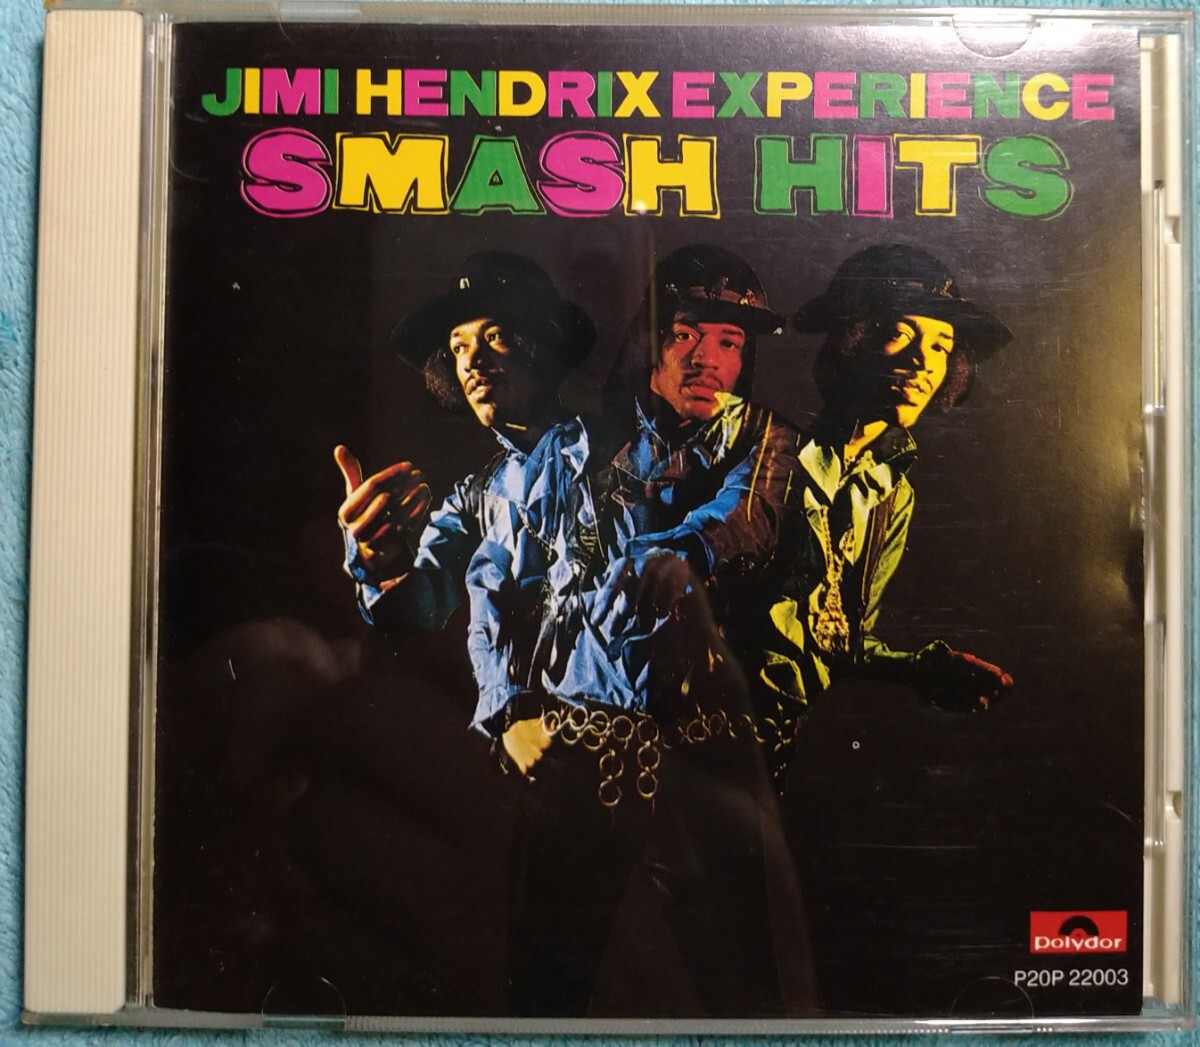 JIMI HENDRIX EXPERIENCE
SMASH HITS
polydor
P20P 22003